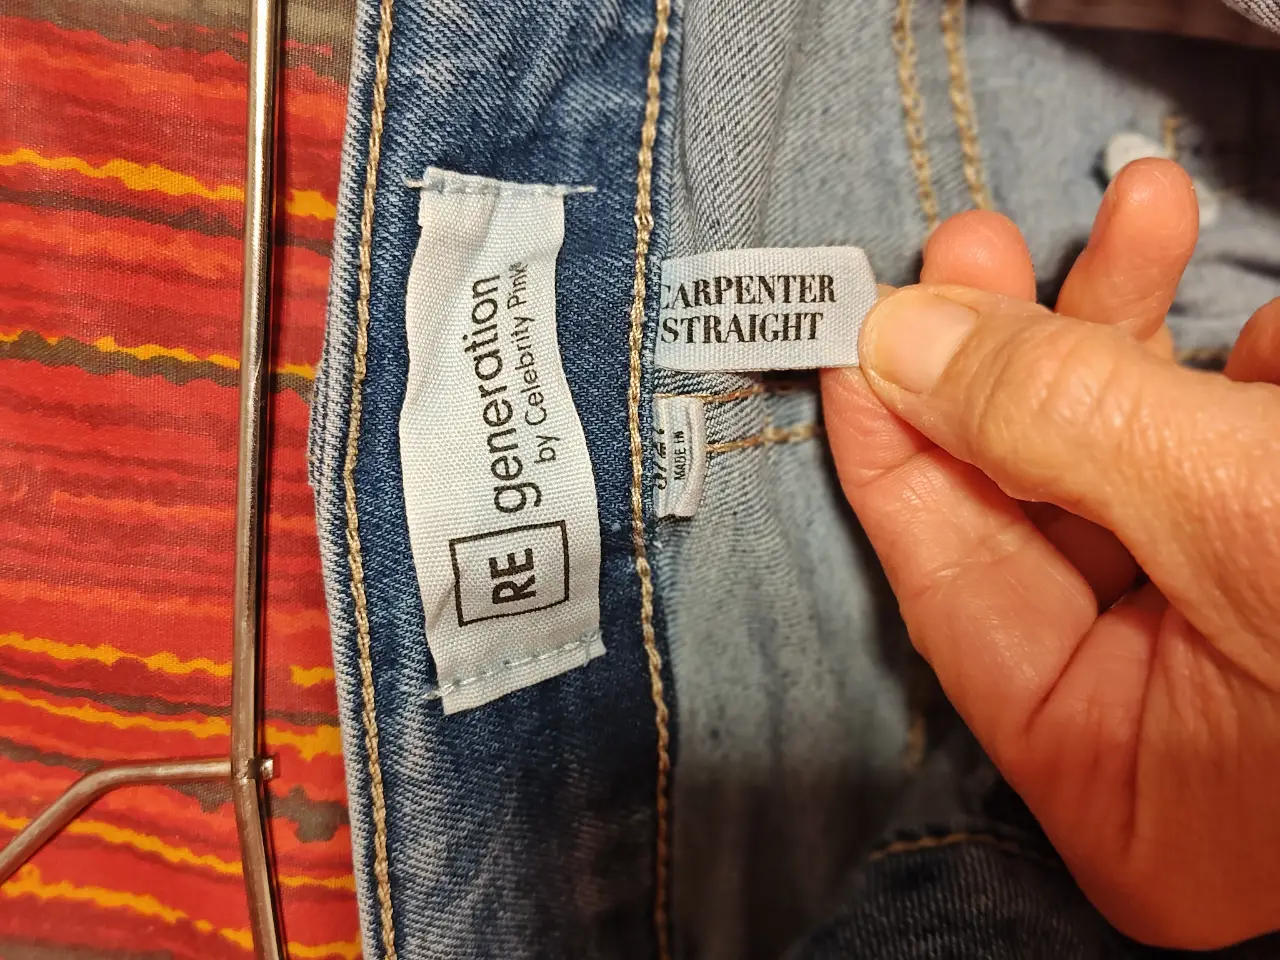 RE generation
by Celebrity Pink
CARPENTER
STRAIGHT
MADE IN